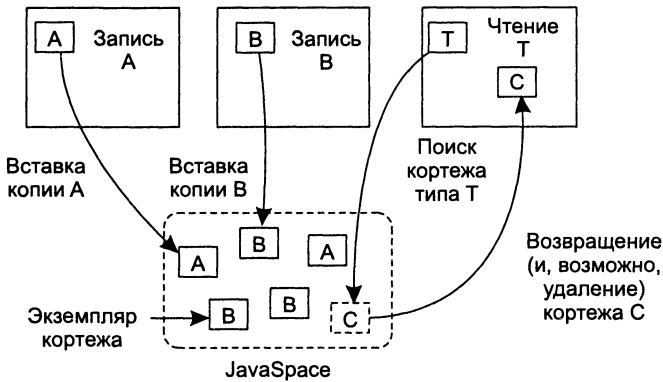 A
Запись
A
B
Запись
B
T
Чтение
T
C
Вставка
копии A
Вставка
копии B
Поиск
кортежа
типа T
A
B
A
B
B
C
Возвращение
(и, возможно,
удаление)
кортежа C
Экземпляр
кортежа
JavaSpace